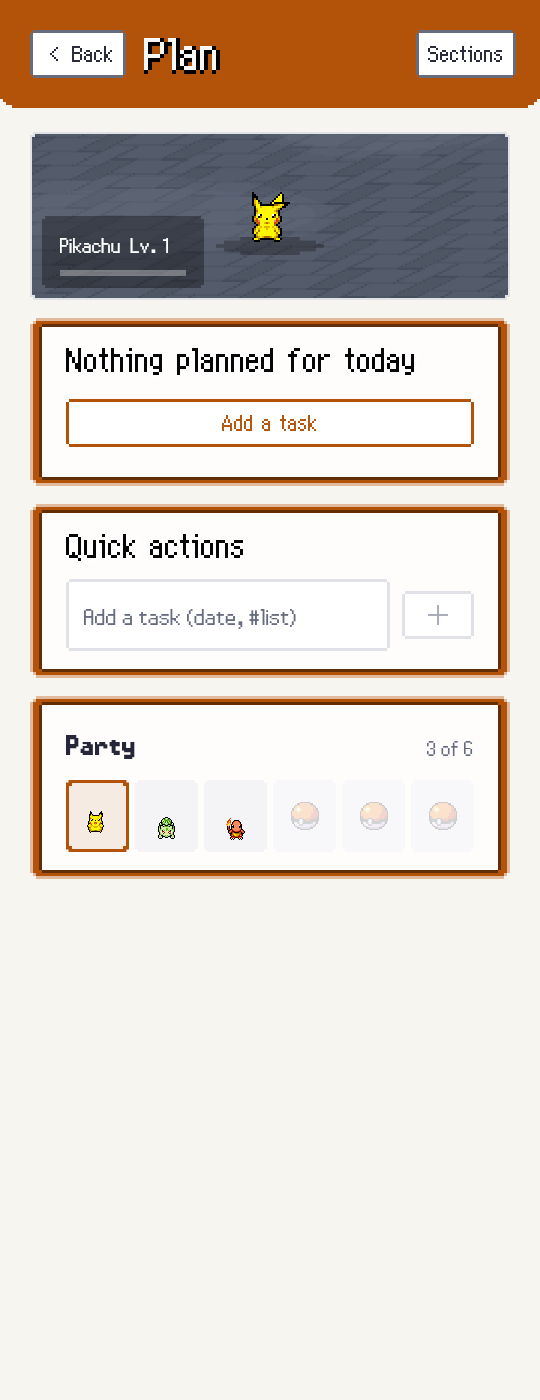 Back
Plan
Sections
Pikachu Lv.1
Nothing planned for today
Add a task
Quick actions
Add a task (date, #list)
Party
3 of 6